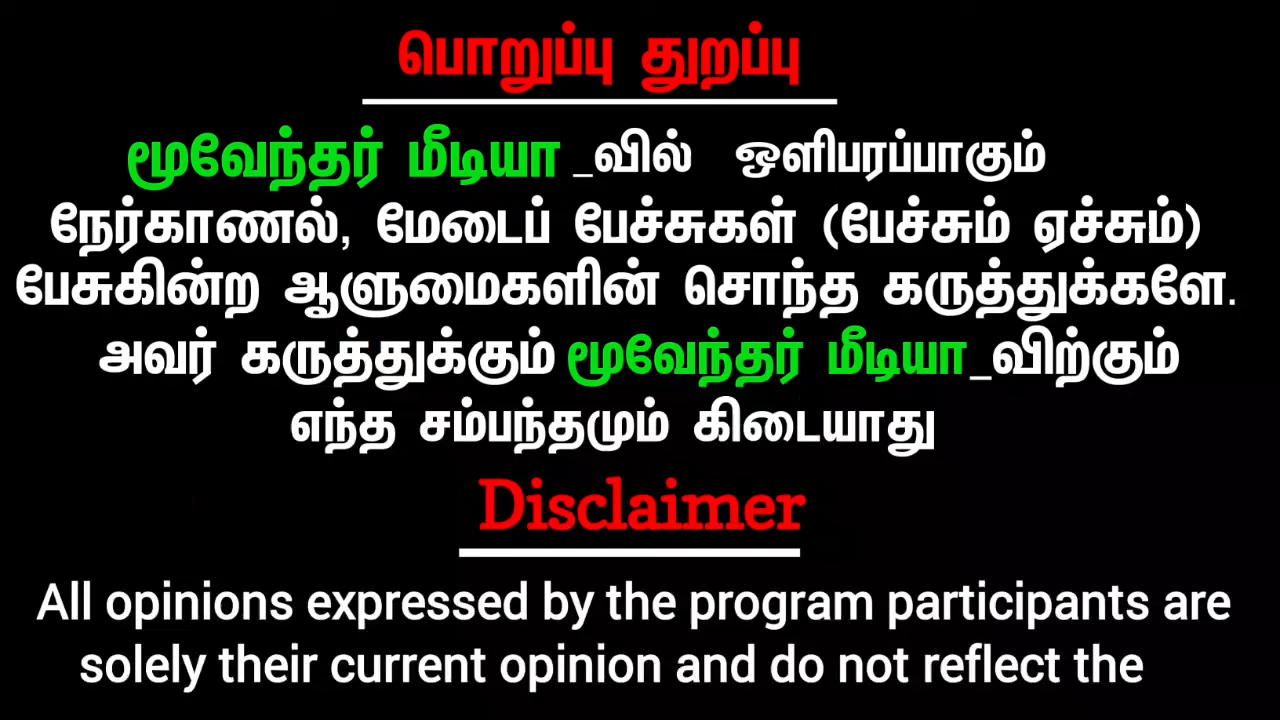 பொறுப்பு துறப்பு
மூவேந்தர் மீடியா_வில் ஒளிபரப்பாகும்
நேர்காணல், மேடைப் பேச்சுகள் (பேச்சும் ஏச்சும்)
பேசுகின்ற ஆளுமைகளின் சொந்த கருத்துக்களே.
அவர் கருத்துக்கும் மூவேந்தர் மீடியா_விற்கும்
எந்த சம்பந்தமும் கிடையாது
Disclaimer
All opinions expressed by the program participants are
solely their current opinion and do not reflect the